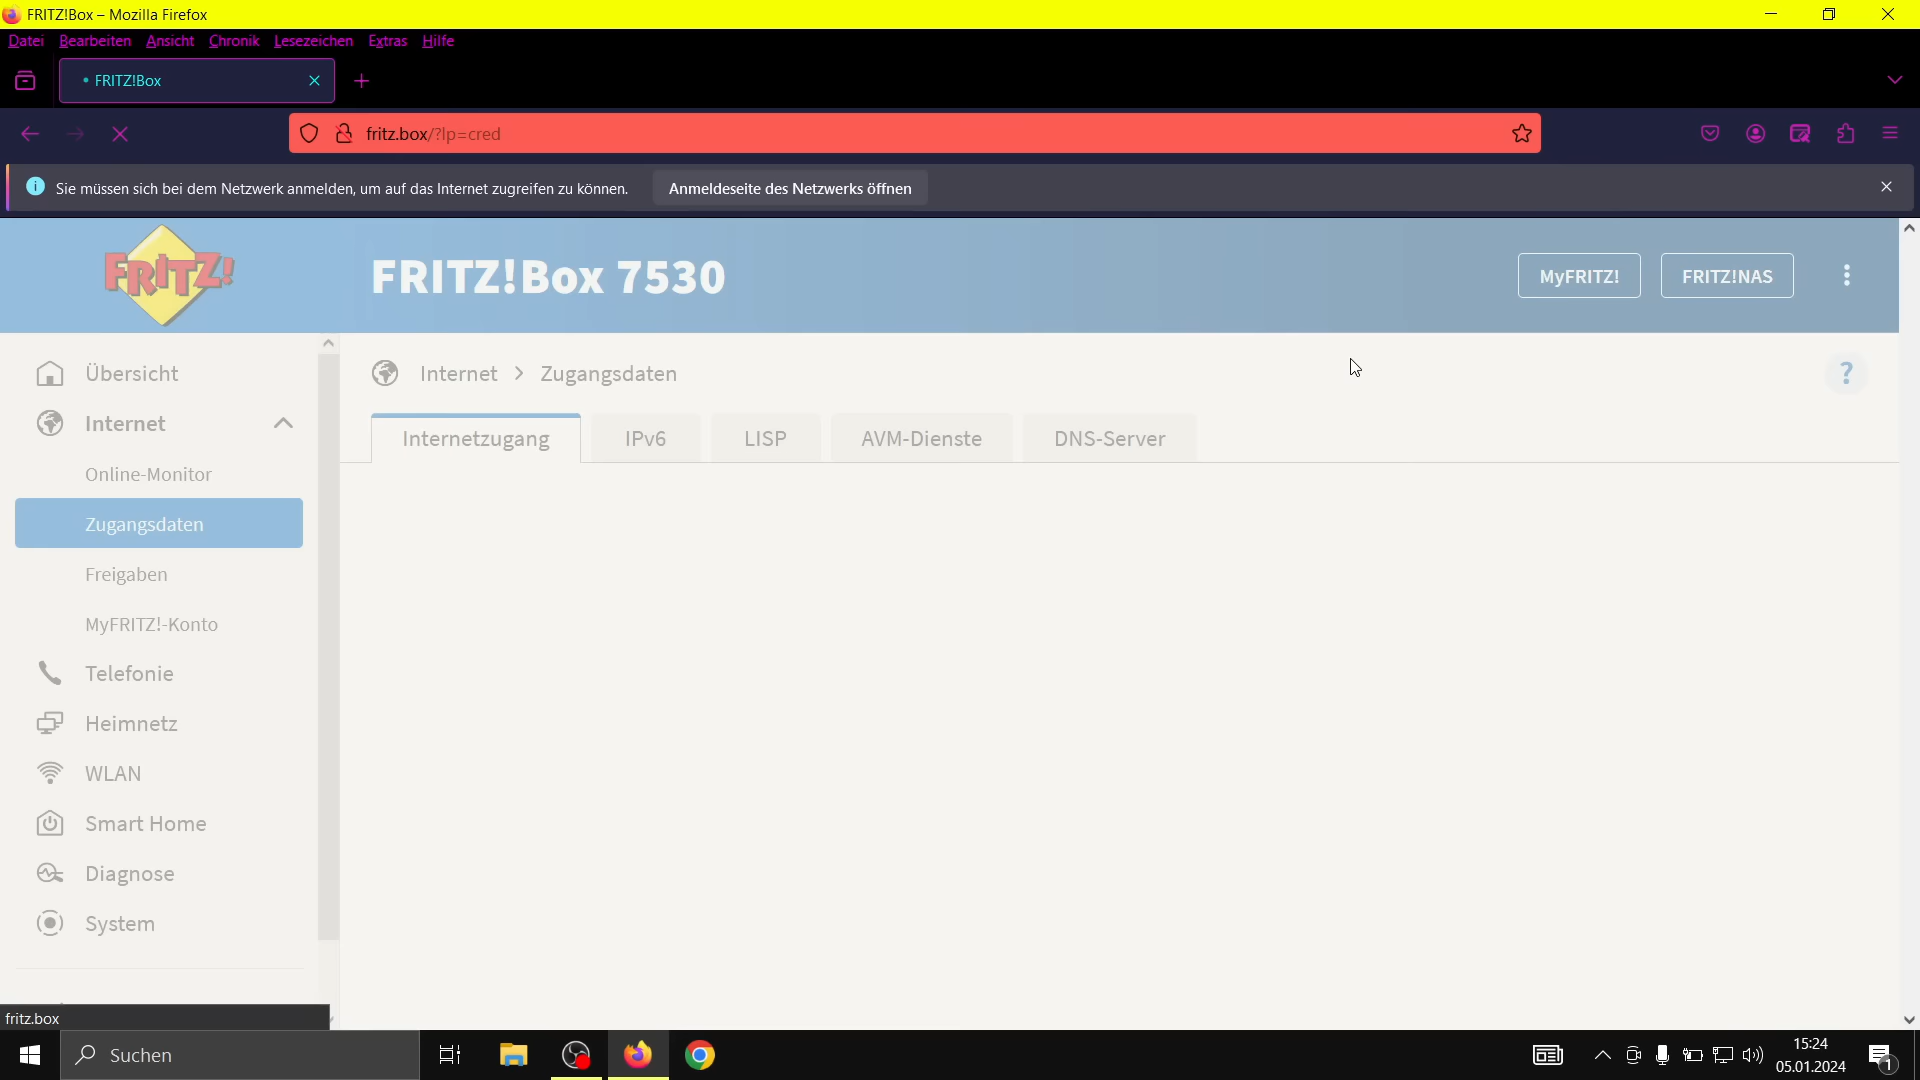 FRITZ!Box – Mozilla Firefox
Datei Bearbeiten Ansicht Chronik Lesezeichen Extras Hilfe
FRITZ!Box
fritz.box/?lp=cred
Sie müssen sich bei dem Netzwerk anmelden, um auf das Internet zugreifen zu können. Anmeldeseite des Netzwerks öffnen
FRITZ! FRITZ!Box 7530 MyFRITZ! FRITZ!NAS
Übersicht
Internet
Online-Monitor
Zugangsdaten
Freigaben
MyFRITZ!-Konto
Telefonie
Heimnetz
WLAN
Smart Home
Diagnose
System
Internet > Zugangsdaten ?
Internetzugang IPv6 LISP AVM-Dienste DNS-Server
fritz.box
Suchen
15:24
05.01.2024
1